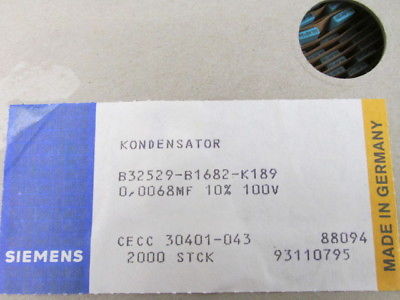 KONDENSATOR
B32529-B1682-K189
0,0068MF 10% 100V
SIEMENS
CECC 30401-043 88094
2000 STCK 93110795
MADE IN GERMANY